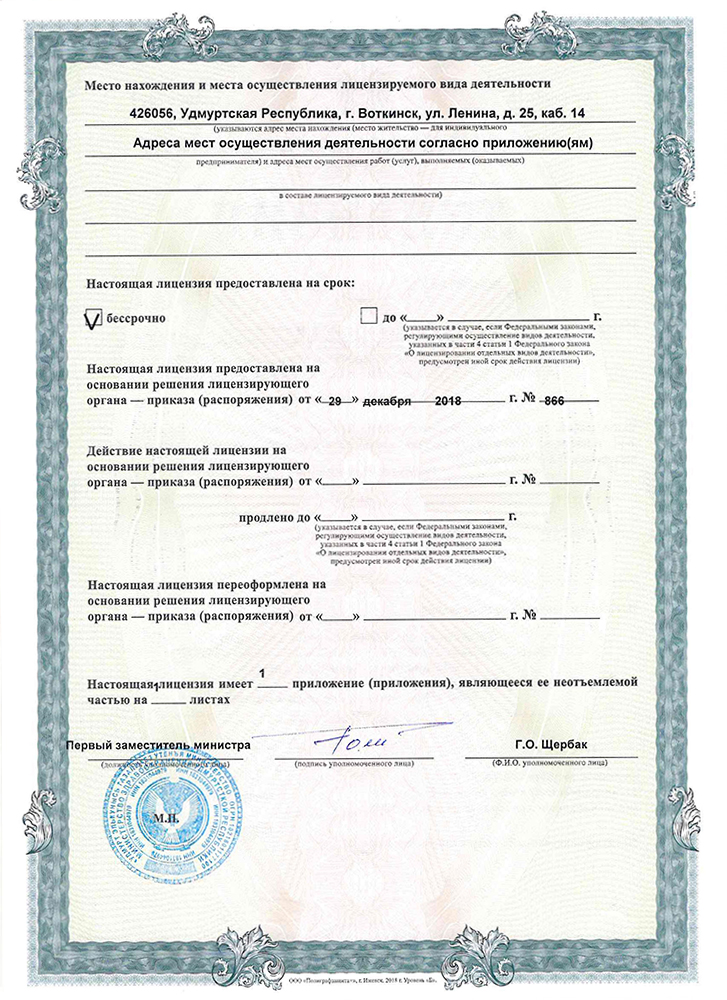 Место нахождения и места осуществления лицензируемого вида деятельности
426056, Удмуртская Республика, г. Воткинск, ул. Ленина, д. 25, каб. 14
(указываются адрес места нахождения (место жительство — для индивидуального
Адреса мест осуществления деятельности согласно приложению(ям)
предпринимателя) и адреса мест осуществления работ (услуг), выполняемых (оказываемых)
в составе лицензируемого вида деятельности)
Настоящая лицензия предоставлена на срок:
V бессрочно
до «____» ____ г.
(указывается в случае, если Федеральными законами,
регулирующими осуществление видов деятельности,
указанных в части 4 статьи 1 Федерального закона
«О лицензировании отдельных видов деятельности»,
предусмотрен иной срок действия лицензии)
Настоящая лицензия предоставлена на
основании решения лицензирующего
органа — приказа (распоряжения) от « 29 » декабря 2018 г. № 866
Действие настоящей лицензии на
основании решения лицензирующего
органа — приказа (распоряжения) от «____» ____ г. № ____
продлено до «____» ____ г.
(указывается в случае, если Федеральными законами,
регулирующими осуществление видов деятельности,
указанных в части 4 статьи 1 Федерального закона
«О лицензировании отдельных видов деятельности»,
предусмотрен иной срок действия лицензии)
Настоящая лицензия переоформлена на
основании решения лицензирующего
органа — приказа (распоряжения) от «____» ____ г. № ____
Настоящая лицензия имеет 1 приложение (приложения), являющееся ее неотъемлемой
частью на 1 листах
Первый заместитель министра
Г.О. Щербак
(подпись уполномоченного лица)
(Ф.И.О. уполномоченного лица)
М.П.
ООО «Полиграфзащита», г. Ижевск, 2018 г. Уровень «Б».